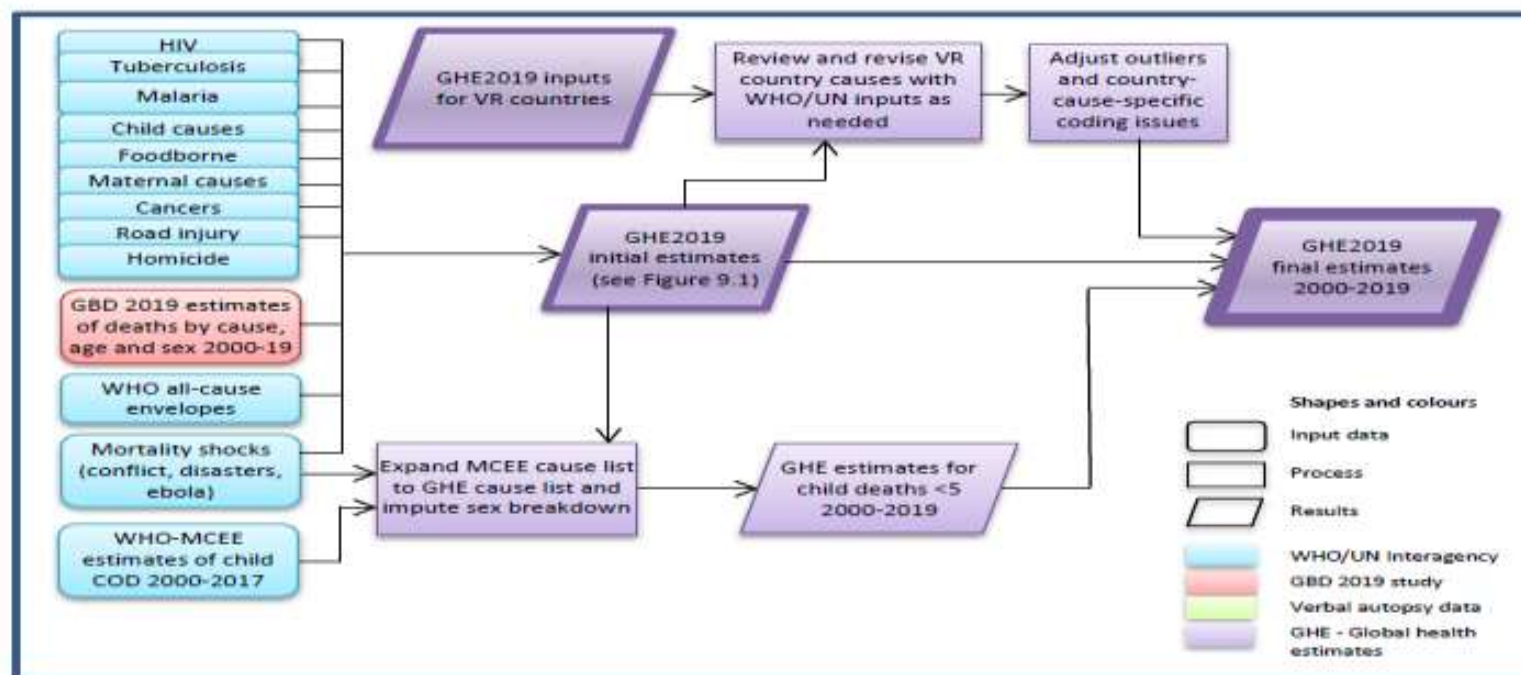 HIV
Tuberculosis
Malaria
Child causes
Foodborne
Maternal causes
Cancers
Road injury
Homicide
GBD 2019 estimates
of deaths by cause,
age and sex 2000-19
WHO all-cause
envelopes
Mortality shocks
(conflict, disasters,
ebola)
WHO-MCEE
estimates of child
COD 2000-2017
GHE2019 inputs
for VR countries
Review and revise VR
country causes with
WHO/UN inputs as
needed
Adjust outliers
and country-
cause-specific
coding issues
GHE2019
initial estimates
(see Figure 9.1)
GHE2019
final estimates
2000-2019
Expand MCEE cause list
to GHE cause list and
impute sex breakdown
GHE estimates for
child deaths <5
2000-2019
Shapes and colours
Input data
Process
Results
WHO/UN Interagency
GBD 2019 study
Verbal autopsy data
GHE - Global health
estimates